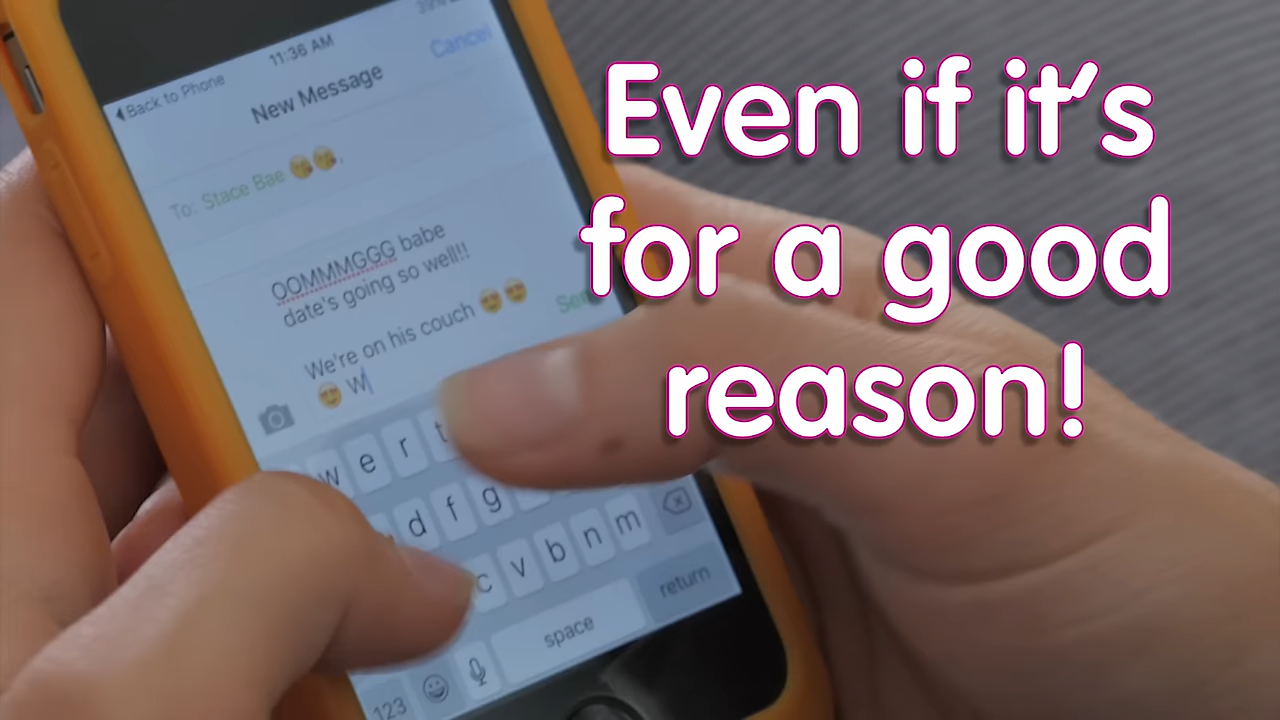 11:36 AM
Back to Phone
Cancel
New Message
To: Stace Bae 😘😘,
OOMMMGGG babe
date's going so well!!
We're on his couch 😍😍
😍 W
Send
w e r t
d f g
c v b n m
123 space return
Even if it's
for a good
reason!